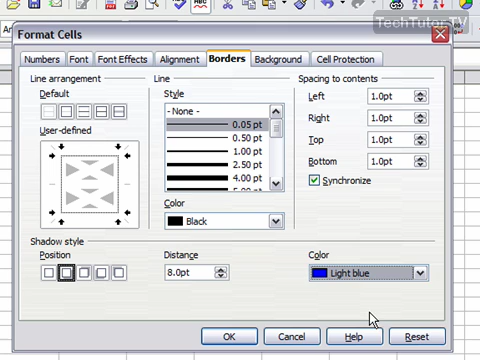 TechTutor.TV
Format Cells
Numbers Font Font Effects Alignment Borders Background Cell Protection
Line arrangement Line Spacing to contents
Default Style Left 1.0pt
- None -
0.05 pt
Right 1.0pt
User-defined 0.50 pt
1.00 pt Top 1.0pt
2.50 pt
4.00 pt Bottom 1.0pt
Synchronize
Color
Black
Shadow style
Position Distance Color
8.0pt Light blue
OK Cancel Help Reset